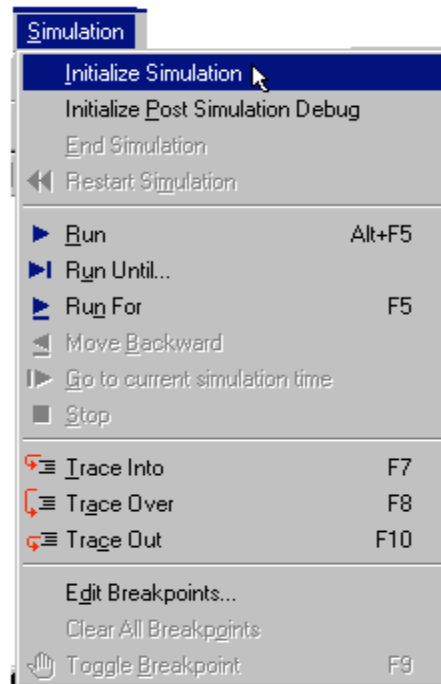 Simulation
Initialize Simulation
Initialize Post Simulation Debug
End Simulation
Restart Simulation
Run Alt+F5
Run Until...
Run For F5
Move Backward
Go to current simulation time
Stop
Trace Into F7
Trace Over F8
Trace Out F10
Edit Breakpoints...
Clear All Breakpoints
Toggle Breakpoint F9